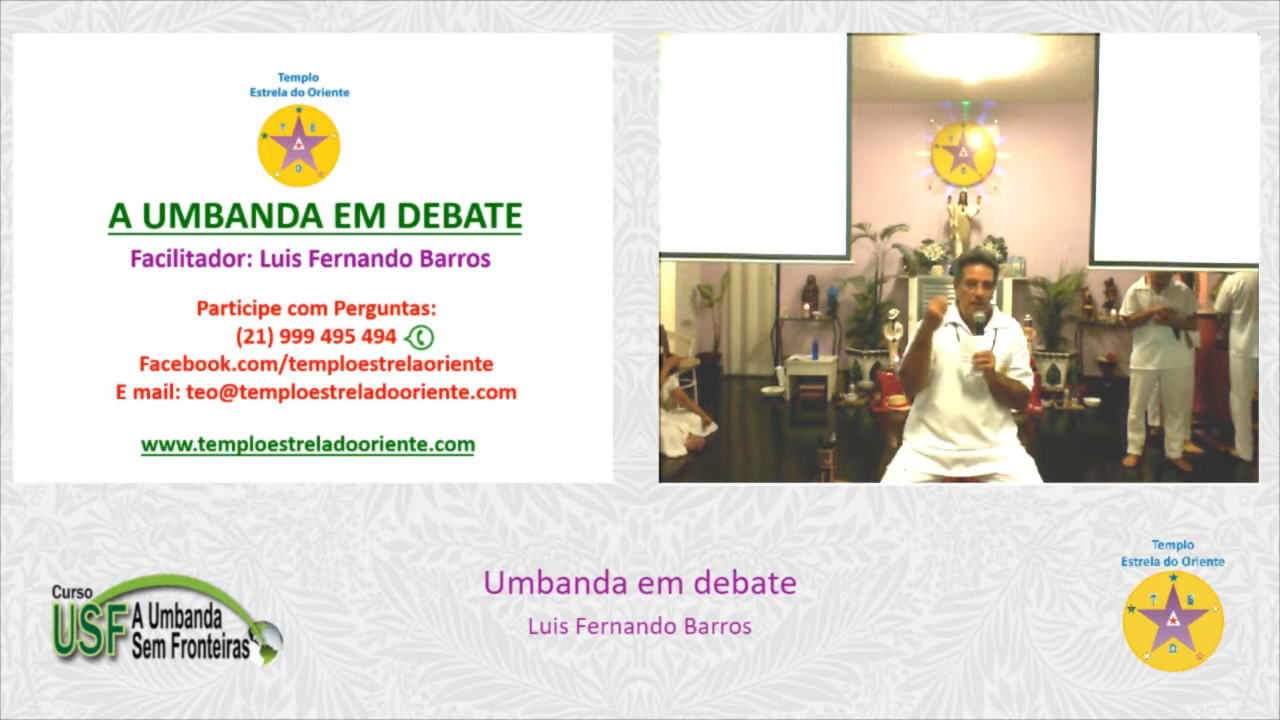 Templo
Estrela do Oriente
T E
O
A UMBANDA EM DEBATE
Facilitador: Luis Fernando Barros
Participe com Perguntas:
(21) 999 495 494
Facebook.com/temploestrelaoriente
E mail: teo@temploestreladooriente.com
www.temploestreladooriente.com
Curso
USF A Umbanda
Sem Fronteiras
Umbanda em debate
Luis Fernando Barros
Templo
Estrela do Oriente
T E
O